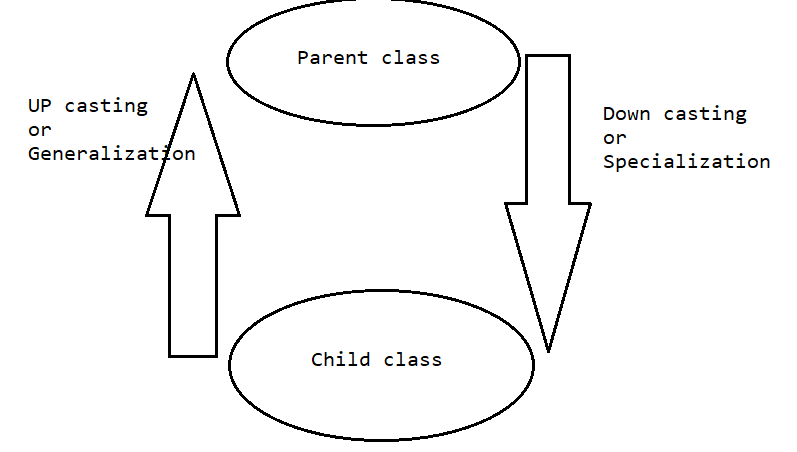 Parent class
UP casting
or
Generalization
Down casting
or
Specialization
Child class